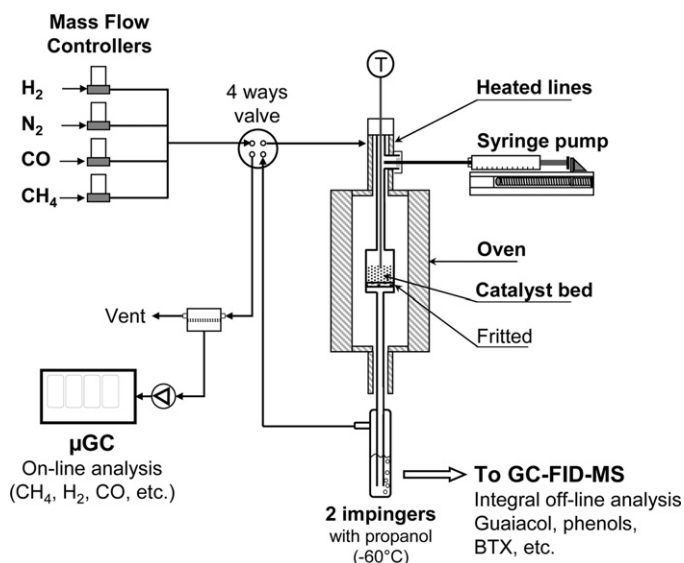 Mass Flow
Controllers
H₂
N₂
CO
CH₄
4 ways
valve
T
Heated lines
Syringe pump
Oven
Catalyst bed
Fritted
Vent
µGC
On-line analysis
(CH₄, H₂, CO, etc.)
2 impingers
with propanol
(-60°C)
To GC-FID-MS
Integral off-line analysis
Guaiacol, phenols,
BTX, etc.